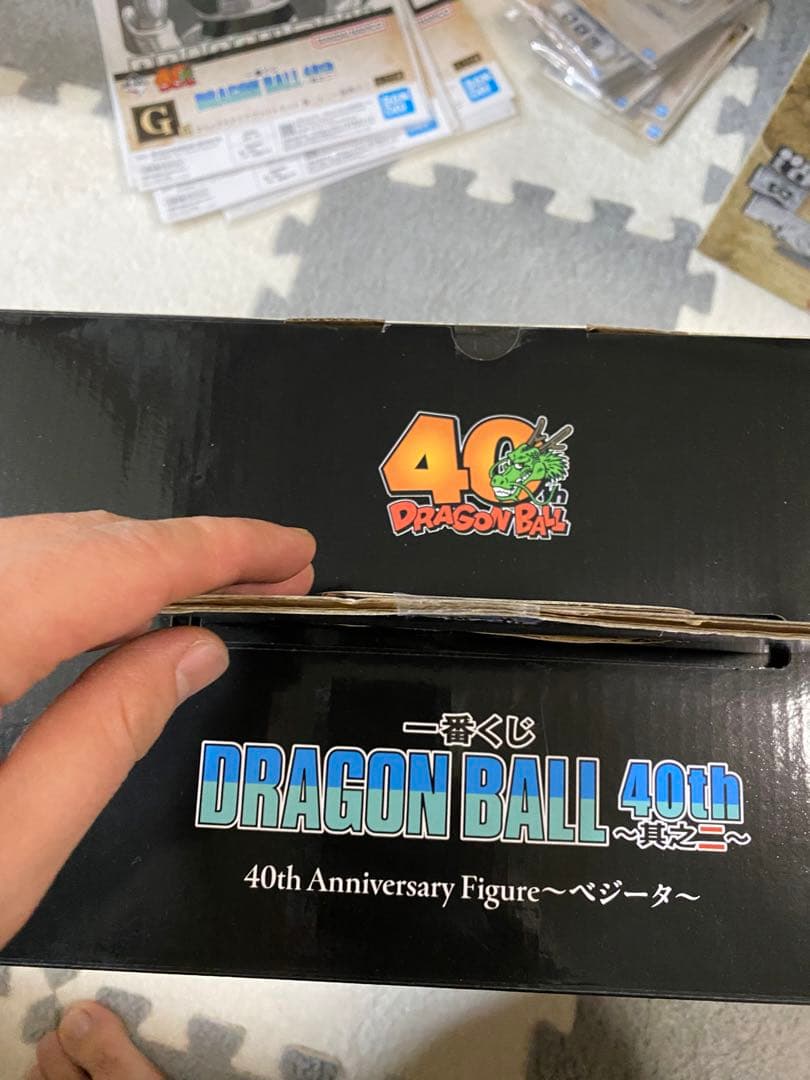 DRAGON BALL 40th
G
40
DRAGON BALL
一番くじ
DRAGON BALL 40th
～其之二～
40th Anniversary Figure～ベジータ～